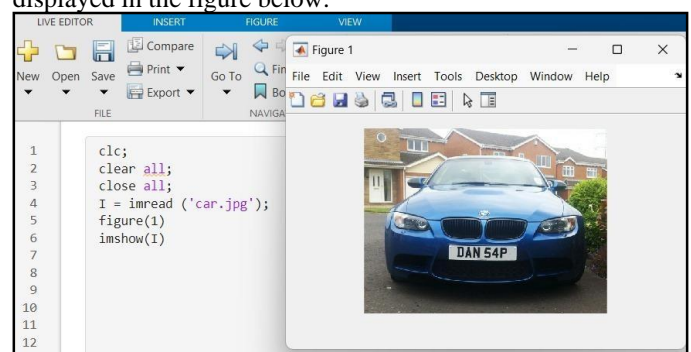 displayed in the figure below.
LIVE EDITOR INSERT FIGURE VIEW
New Open Save
Compare
Print
Export
Go To
Fin
Bo
FILE NAVIGA
Figure 1
File Edit View Insert Tools Desktop Window Help
1 clc;
2 clear all;
3 close all;
4 I = imread ('car.jpg');
5 figure(1)
6 imshow(I)
7
8
9
10
11
12
DAN 54P